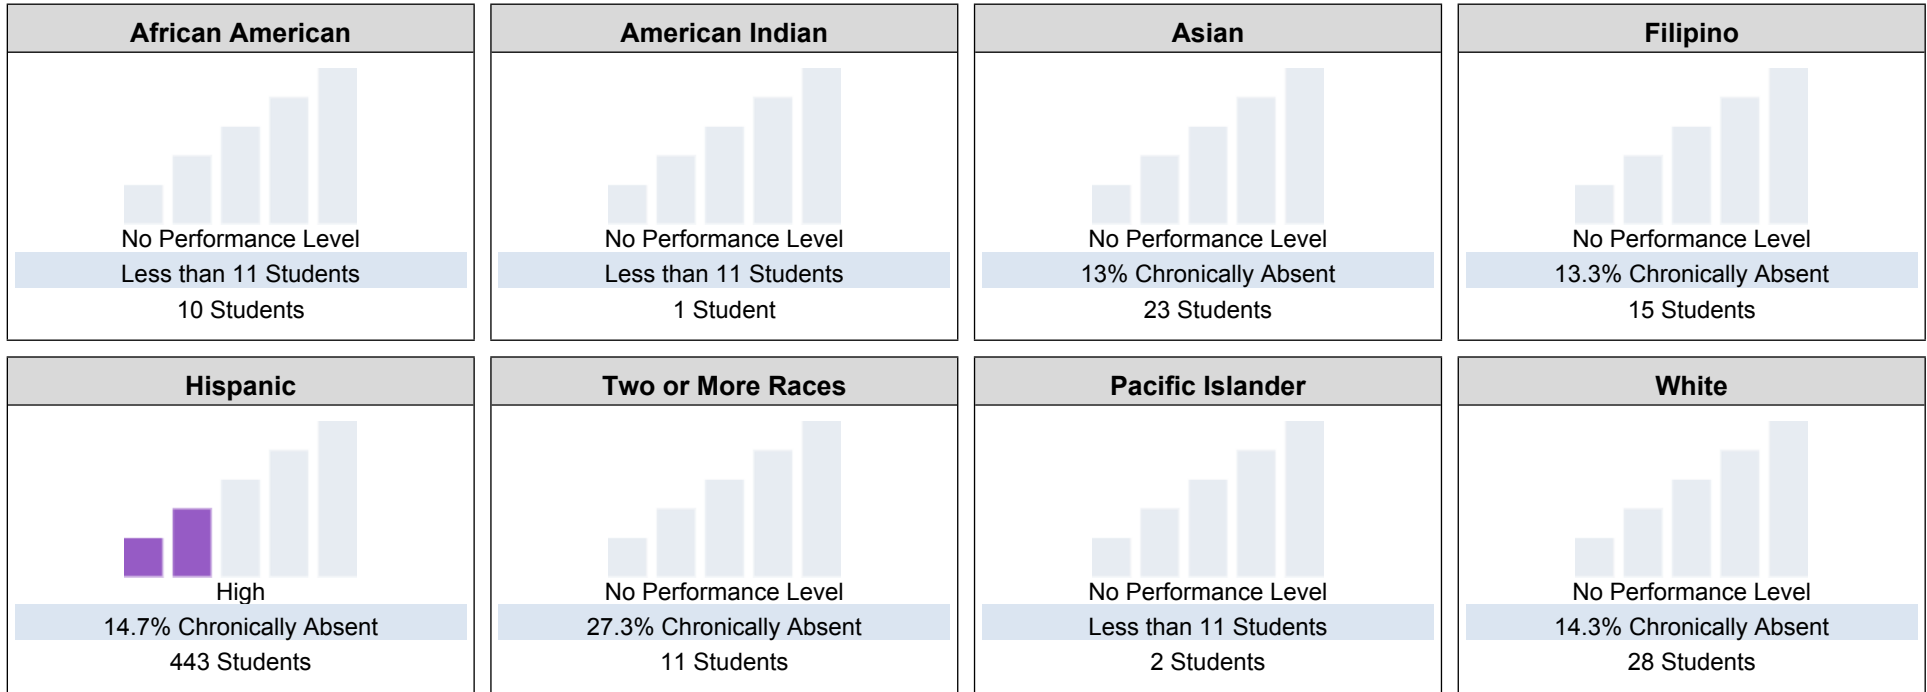 African American
No Performance Level
Less than 11 Students
10 Students
American Indian
No Performance Level
Less than 11 Students
1 Student
Asian
No Performance Level
13% Chronically Absent
23 Students
Filipino
No Performance Level
13.3% Chronically Absent
15 Students
Hispanic
High
14.7% Chronically Absent
443 Students
Two or More Races
No Performance Level
27.3% Chronically Absent
11 Students
Pacific Islander
No Performance Level
Less than 11 Students
2 Students
White
No Performance Level
14.3% Chronically Absent
28 Students